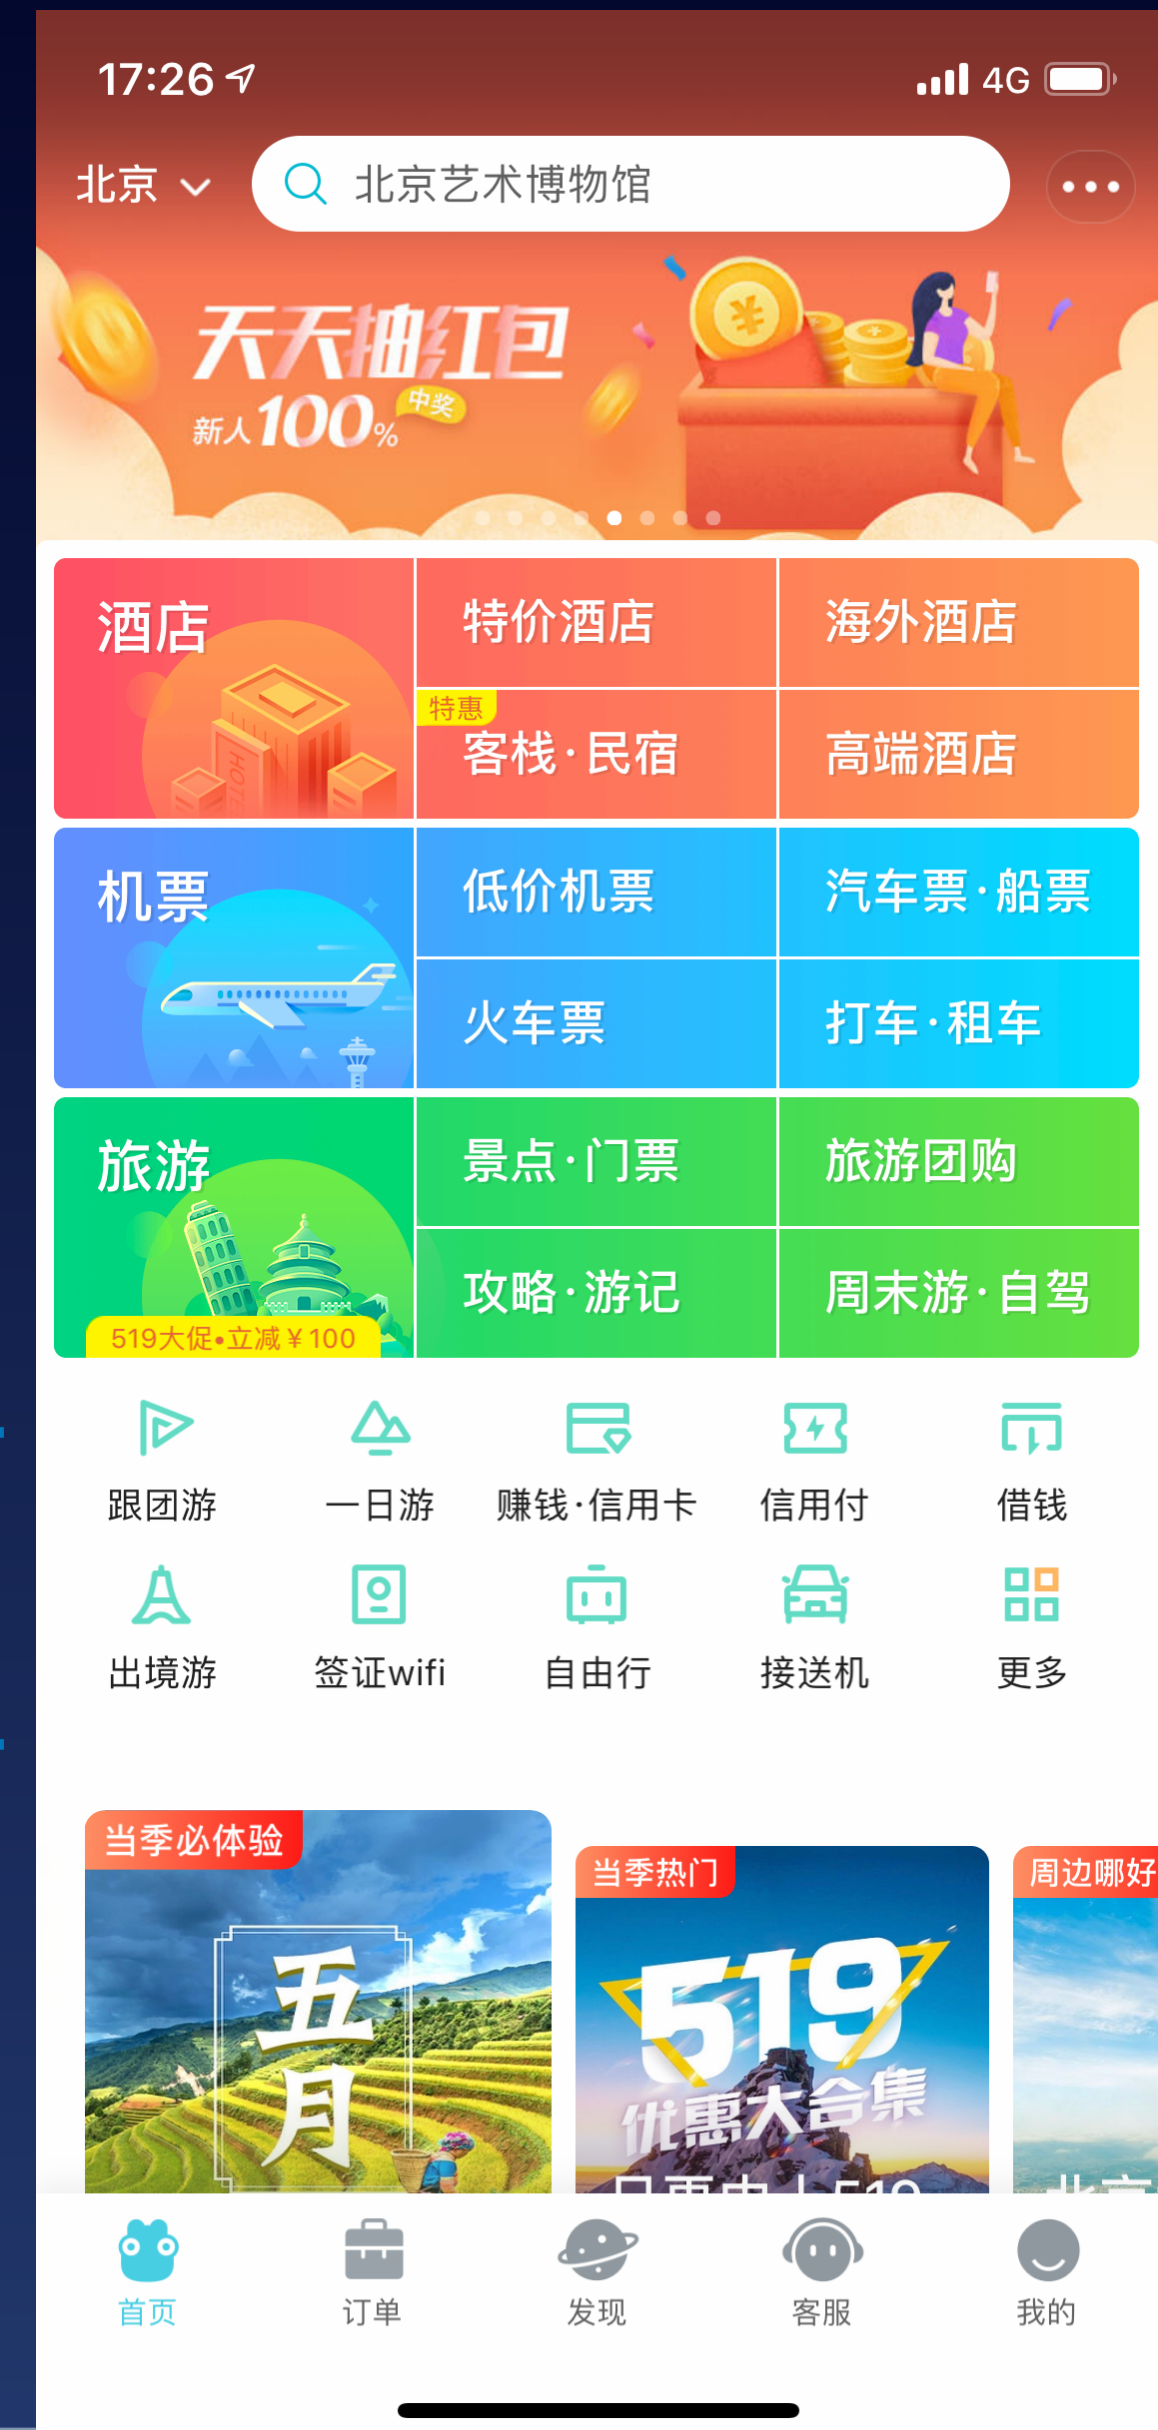 17:26 4G
北京 北京艺术博物馆
天天抽红包
新人100% 中奖
酒店 特价酒店 海外酒店
HOTE
特惠
客栈·民宿 高端酒店
机票 低价机票 汽车票·船票
火车票 打车·租车
旅游 景点·门票 旅游团购
攻略·游记 周末游·自驾
519大促•立减￥100
跟团游 一日游 赚钱·信用卡 信用付 借钱
出境游 签证wifi 自由行 接送机 更多
当季必体验 当季热门 周边哪好
五月
519
优惠大合集
北京
首页 订单 发现 客服 我的